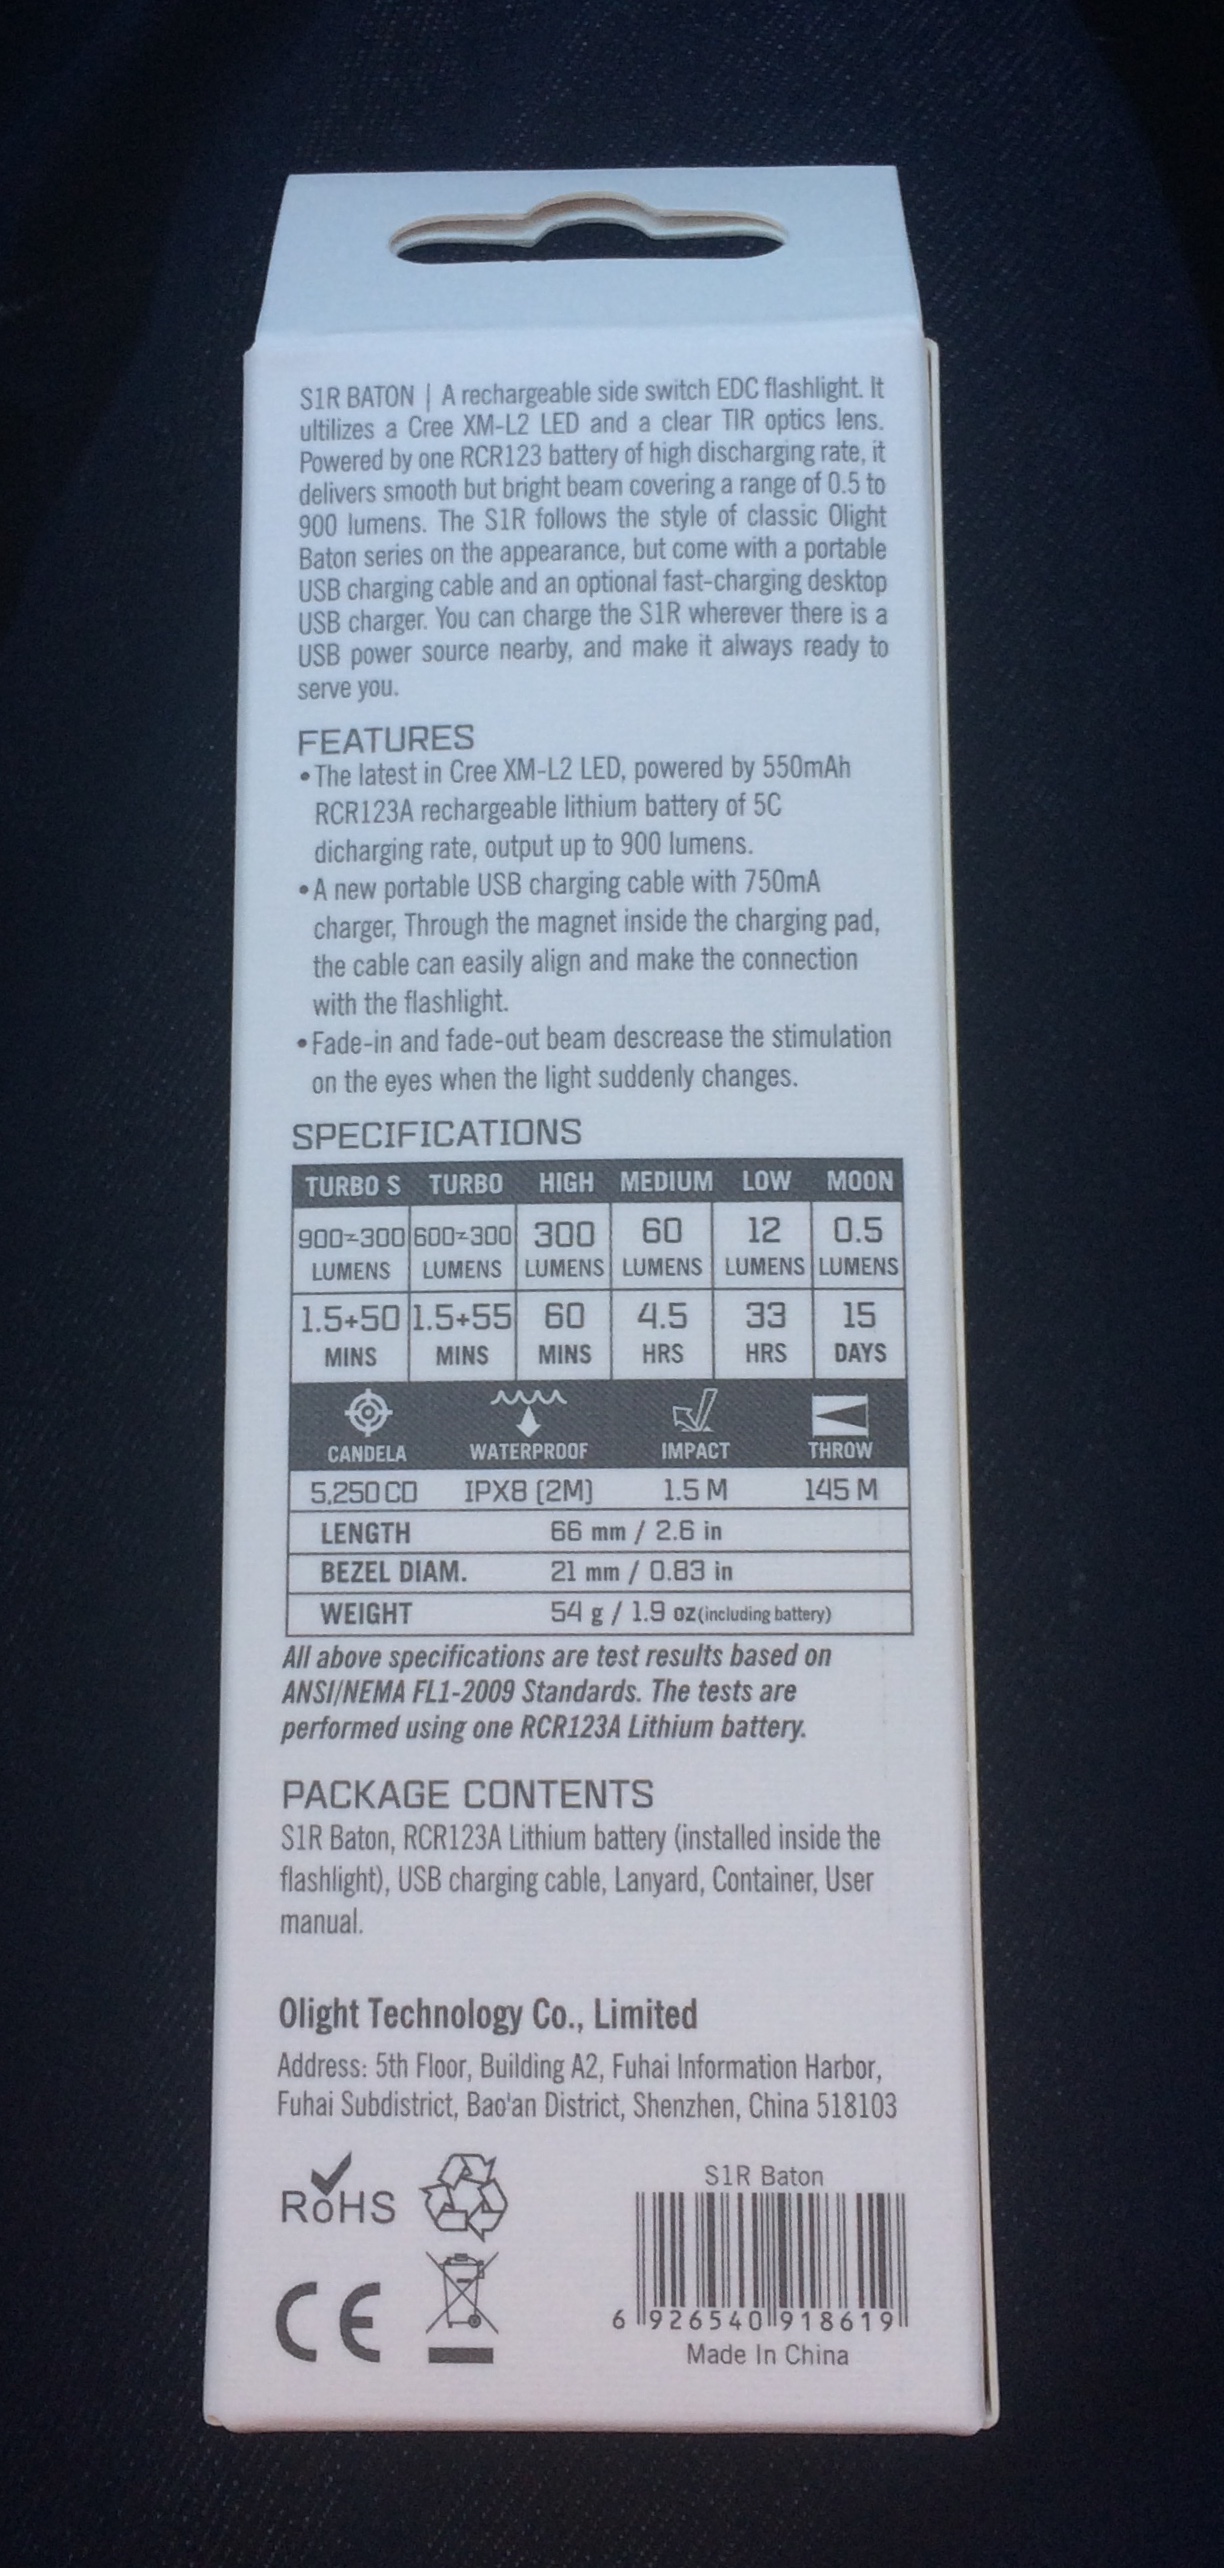 S1R BATON | A rechargeable side switch EDC flashlight. It
ultilizes a Cree XM-L2 LED and a clear TIR optics lens.
Powered by one RCR123 battery of high discharging rate, it
delivers smooth but bright beam covering a range of 0.5 to
900 lumens. The S1R follows the style of classic Olight
Baton series on the appearance, but come with a portable
USB charging cable and an optional fast-charging desktop
USB charger. You can charge the S1R wherever there is a
USB power source nearby, and make it always ready to
serve you.
FEATURES
•The latest in Cree XM-L2 LED, powered by 550mAh
RCR123A rechargeable lithium battery of 5C
dicharging rate, output up to 900 lumens.
•A new portable USB charging cable with 750mA
charger, Through the magnet inside the charging pad,
the cable can easily align and make the connection
with the flashlight.
•Fade-in and fade-out beam descrease the stimulation
on the eyes when the light suddenly changes.
SPECIFICATIONS
TURBO S TURBO HIGH MEDIUM LOW MOON
900~300 600~300 300 60 12 0.5
LUMENS LUMENS LUMENS LUMENS LUMENS LUMENS
1.5+50 1.5+55 60 4.5 33 15
MINS MINS MINS HRS HRS DAYS
CANDELA WATERPROOF IMPACT THROW
5,250 CD IPX8 (2M) 1.5 M 145 M
LENGTH 66 mm / 2.6 in
BEZEL DIAM. 21 mm / 0.83 in
WEIGHT 54 g / 1.9 oz(including battery)
All above specifications are test results based on
ANSI/NEMA FL1-2009 Standards. The tests are
performed using one RCR123A Lithium battery.
PACKAGE CONTENTS
S1R Baton, RCR123A Lithium battery (installed inside the
flashlight), USB charging cable, Lanyard, Container, User
manual.
Olight Technology Co., Limited
Address: 5th Floor, Building A2, Fuhai Information Harbor,
Fuhai Subdistrict, Bao'an District, Shenzhen, China 518103
RoHS
CE
S1R Baton
6 926540 918619
Made In China